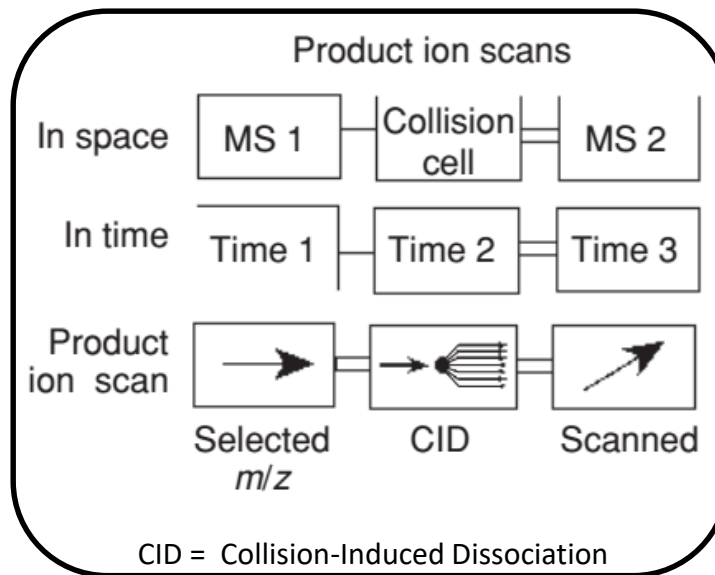 Product ion scans
In space
MS 1
Collision
cell
MS 2
In time
Time 1
Time 2
Time 3
Product
ion scan
Selected
m/z
CID
Scanned
CID = Collision-Induced Dissociation